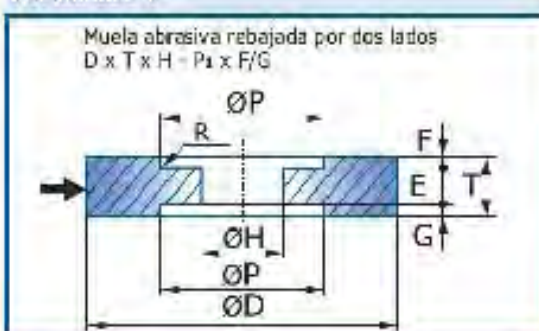 Muela abrasiva rebajada por dos lados
D x T x H - P1 x F/G
ØP
R
F
E
T
G
ØH
ØP
ØD